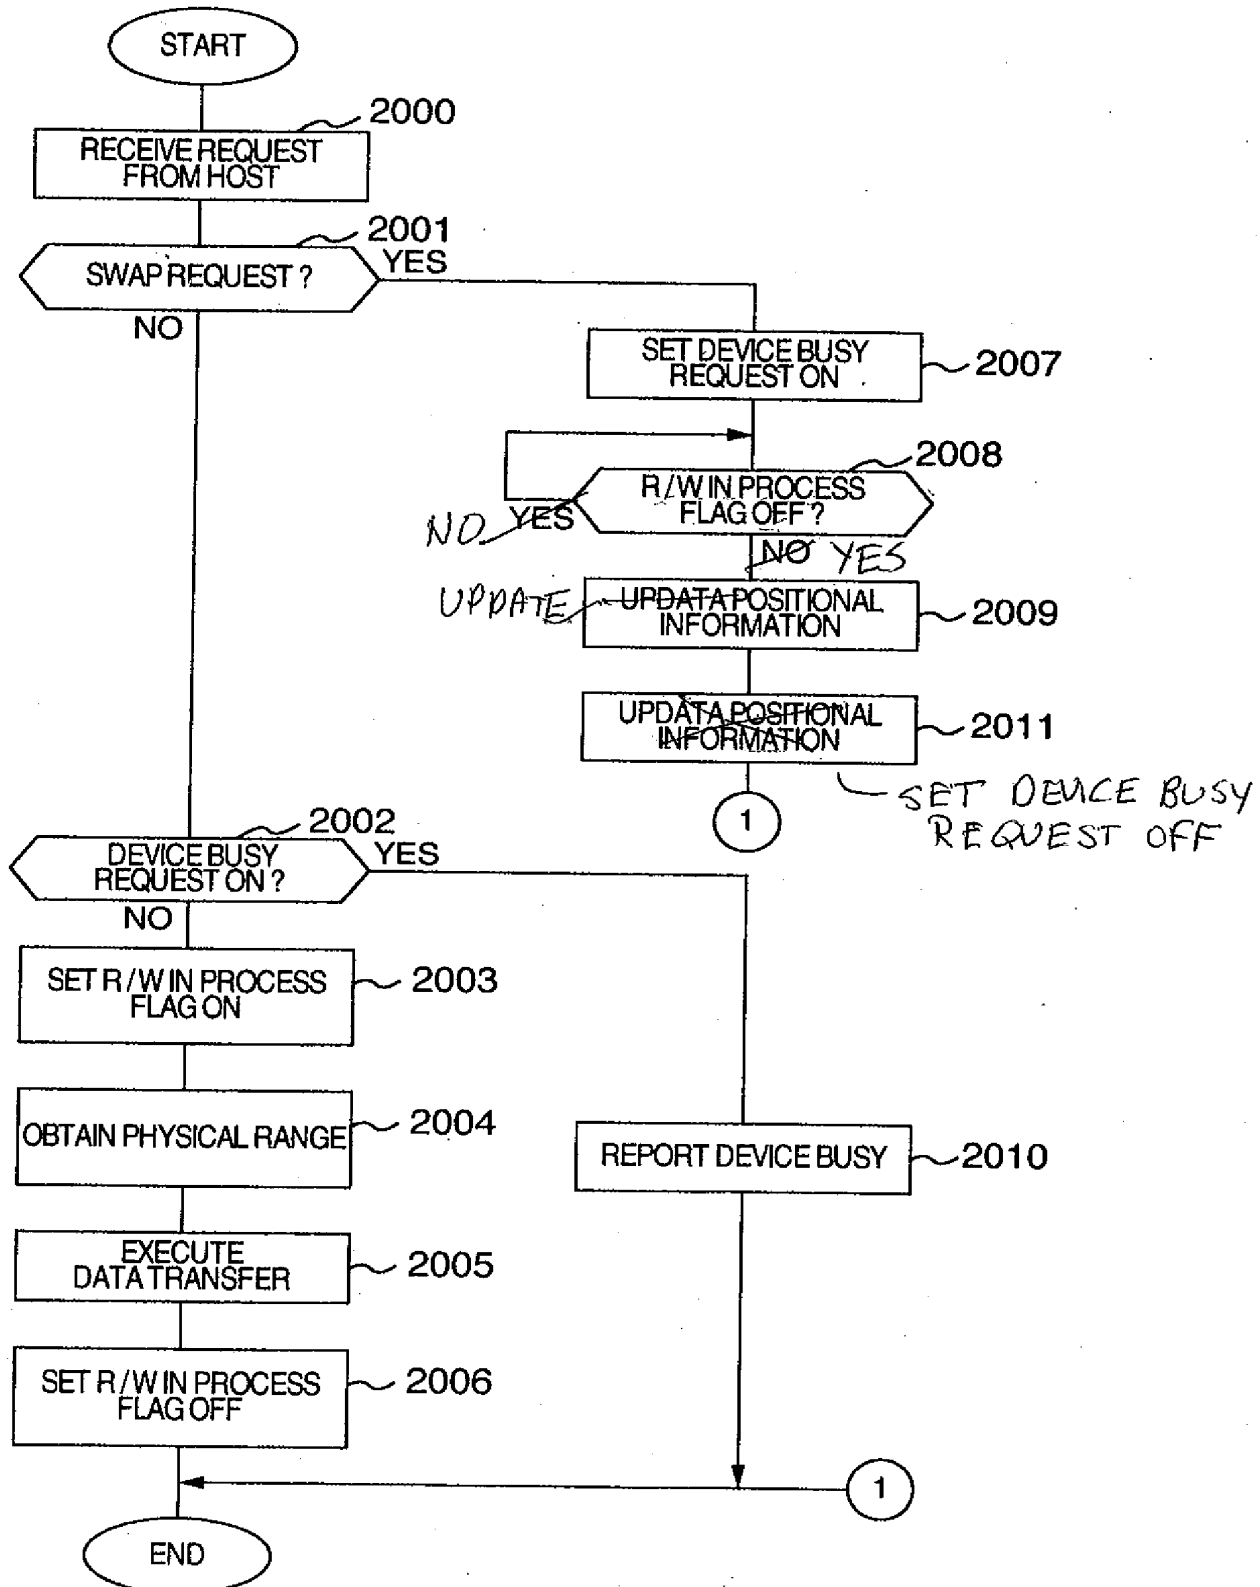 START
2000
RECEIVE REQUEST
FROM HOST
2001
SWAP REQUEST ?
YES
NO
SET DEVICE BUSY
REQUEST ON
2007
2008
R / W IN PROCESS
FLAG OFF ?
YES
NO
NO
YES
UPDATE
UPDATA POSITIONAL
INFORMATION
2009
UPDATA POSITIONAL
INFORMATION
2011
SET DEVICE BUSY
REQUEST OFF
1
2002
DEVICE BUSY
REQUEST ON ?
YES
NO
SET R / W IN PROCESS
FLAG ON
2003
OBTAIN PHYSICAL RANGE
2004
REPORT DEVICE BUSY
2010
EXECUTE
DATA TRANSFER
2005
SET R / W IN PROCESS
FLAG OFF
2006
1
END